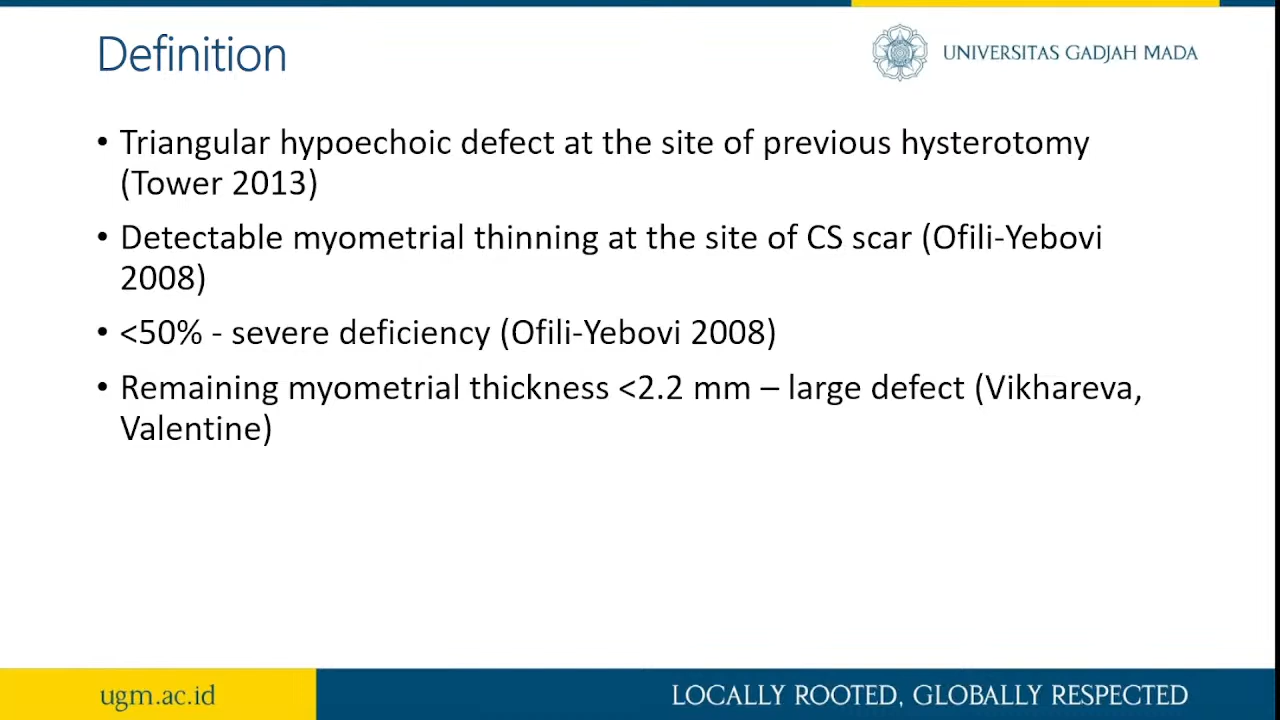 Definition
UNIVERSITAS GADJAH MADA
• Triangular hypoechoic defect at the site of previous hysterotomy
(Tower 2013)
• Detectable myometrial thinning at the site of CS scar (Ofili-Yebovi
2008)
• <50% - severe deficiency (Ofili-Yebovi 2008)
• Remaining myometrial thickness <2.2 mm – large defect (Vikhareva,
Valentine)
ugm.ac.id
LOCALLY ROOTED, GLOBALLY RESPECTED